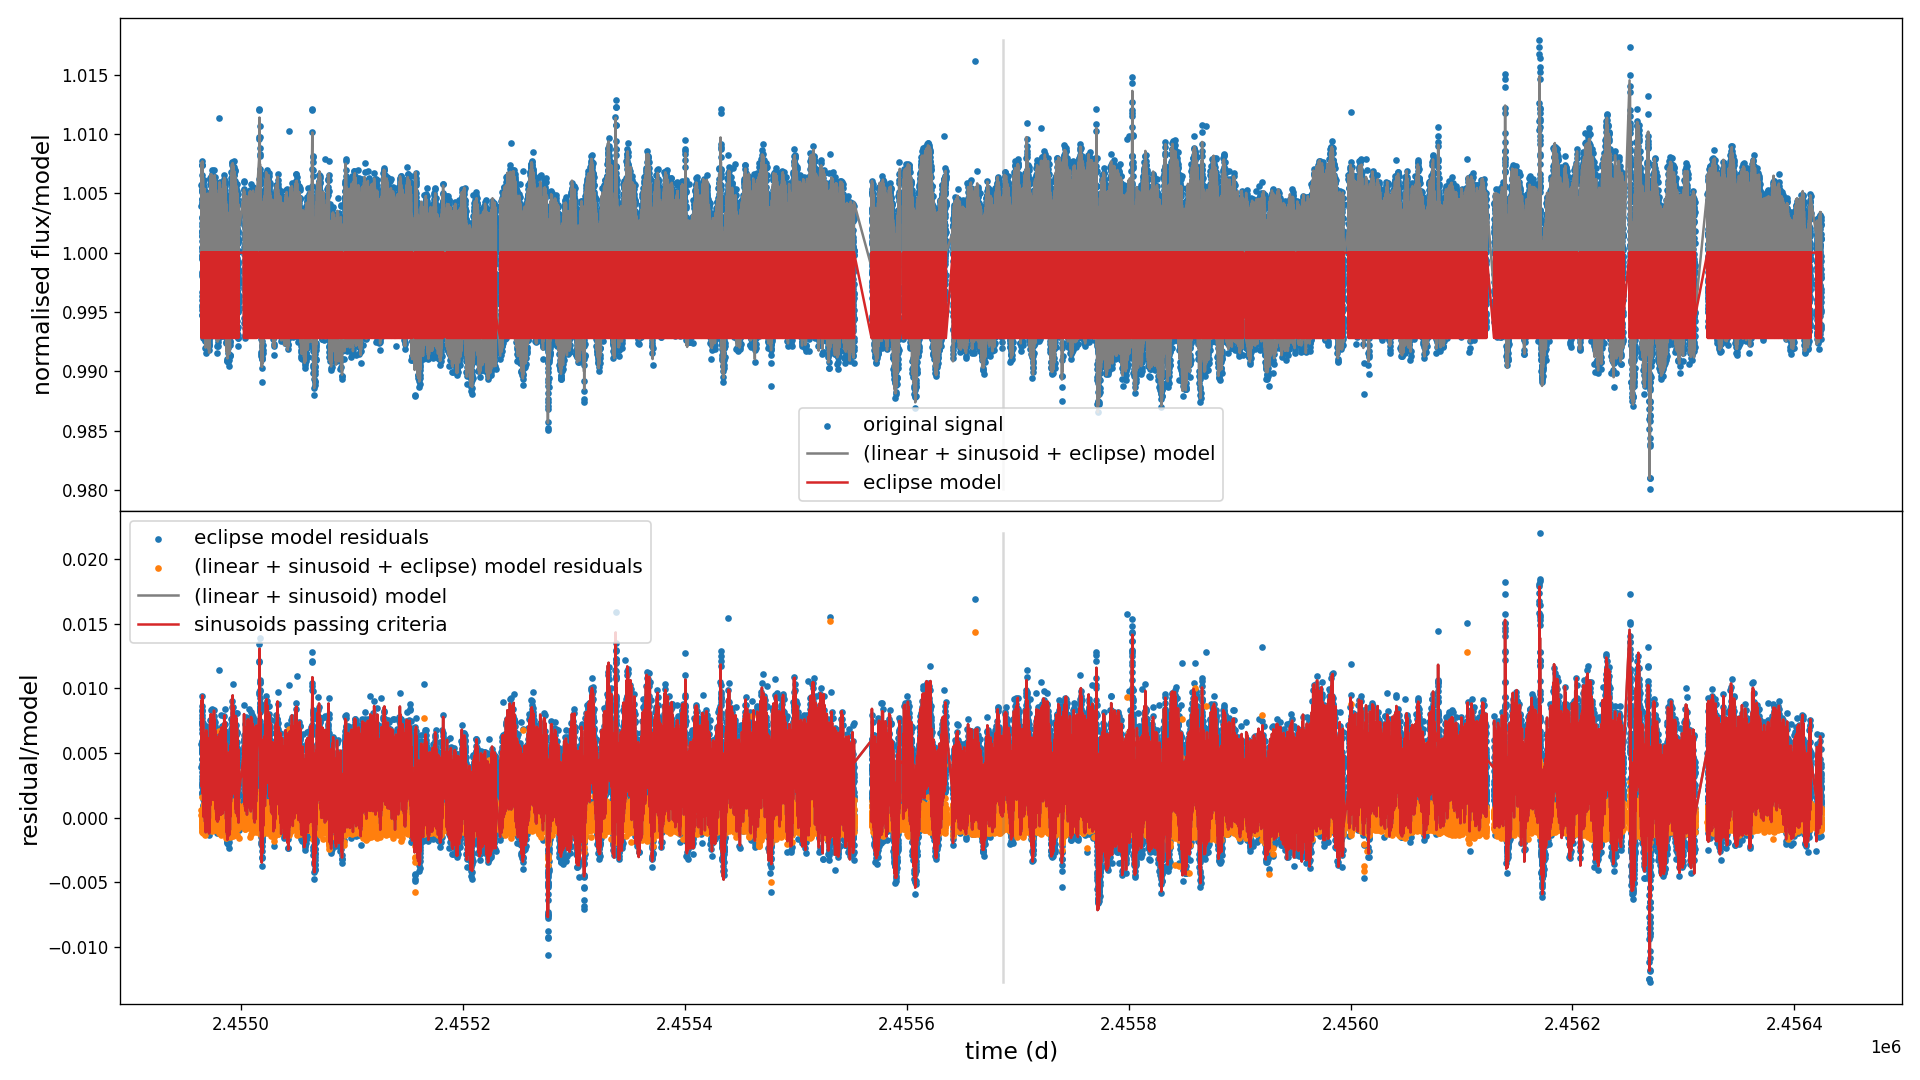 normalised flux/model
1.015
1.010
1.005
1.000
0.995
0.990
0.985
0.980
original signal
(linear + sinusoid + eclipse) model
eclipse model
residual/model
0.020
0.015
0.010
0.005
0.000
−0.005
−0.010
eclipse model residuals
(linear + sinusoid + eclipse) model residuals
(linear + sinusoid) model
sinusoids passing criteria
2.4550 2.4552 2.4554 2.4556 2.4558 2.4560 2.4562 2.4564
time (d)
1e6